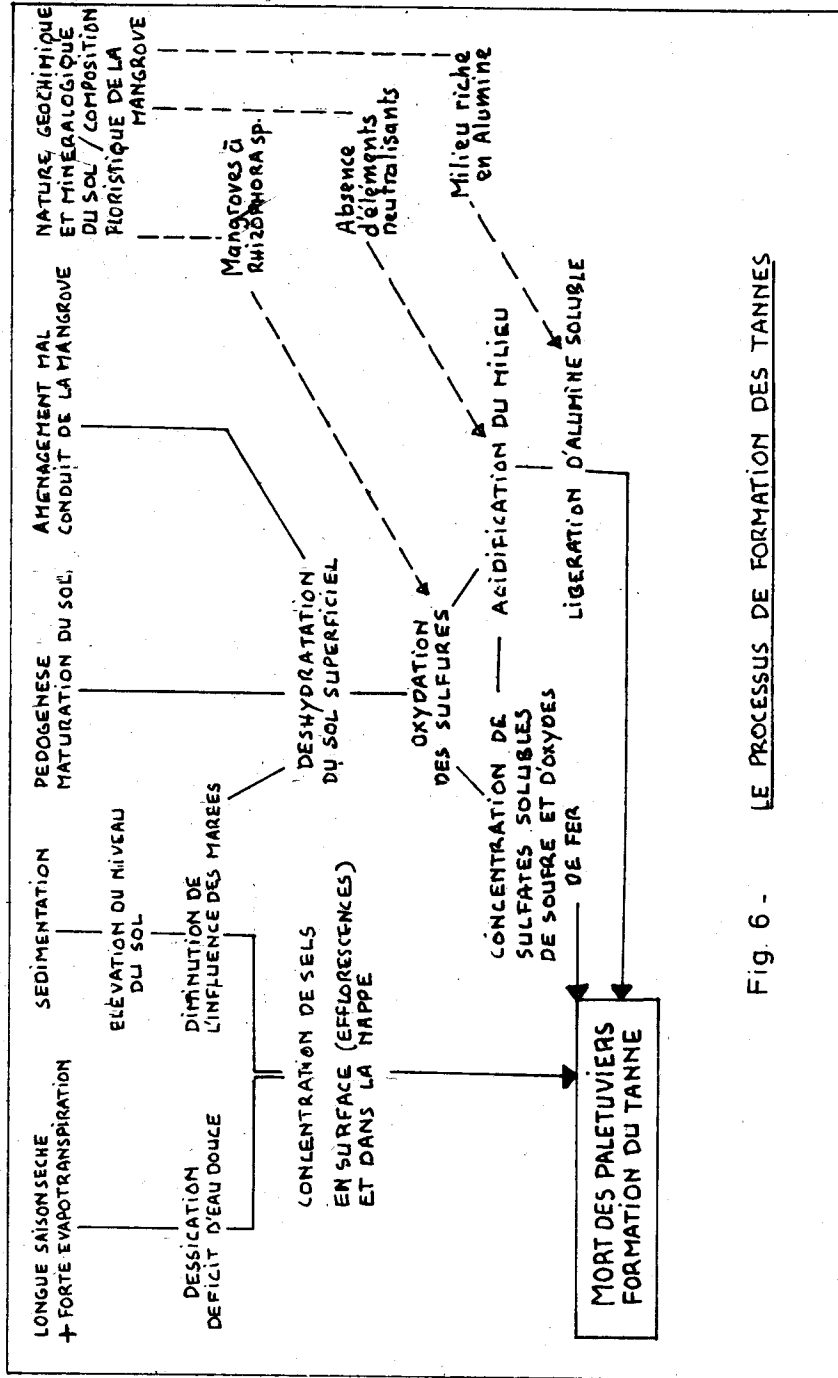 LONGUE SAISON SECHE
+ FORTE EVAPOTRANSPIRATION
SEDIMENTATION
PEDOGENESE
MATURATION DU SOL
AMENAGEMENT MAL
CONDUIT DE LA MANGROVE
NATURE GEOCHIMIQUE
ET MINERALOGIQUE
DU SOL / COMPOSITION
FLORISTIQUE DE LA
MANGROVE
ELÉVATION DU NIVEAU
DU SOL
DESSICATION
DEFICIT D'EAU DOUCE
DIMINUTION DE
L'INFLUENCE DES MAREES
DESHYDRATATION
DU SOL SUPERFICIEL
Mangroves à
RHIZOPHORA sp.
Absence
d'éléments
neutralisants
Milieu riche
en Alumine
CONCENTRATION DE SELS
EN SURFACE (EFFLORESCENCES)
ET DANS LA NAPPE
OXYDATION
DES SULFURES
CONCENTRATION DE
SULFATES SOLUBLES
DE SOUFRE ET D'OXYDES
DE FER
ACIDIFICATION DU MILIEU
LIBERATION D'ALUMINE SOLUBLE
MORT DES PALETUVIERS
FORMATION DU TANNE
Fig. 6 - LE PROCESSUS DE FORMATION DES TANNES